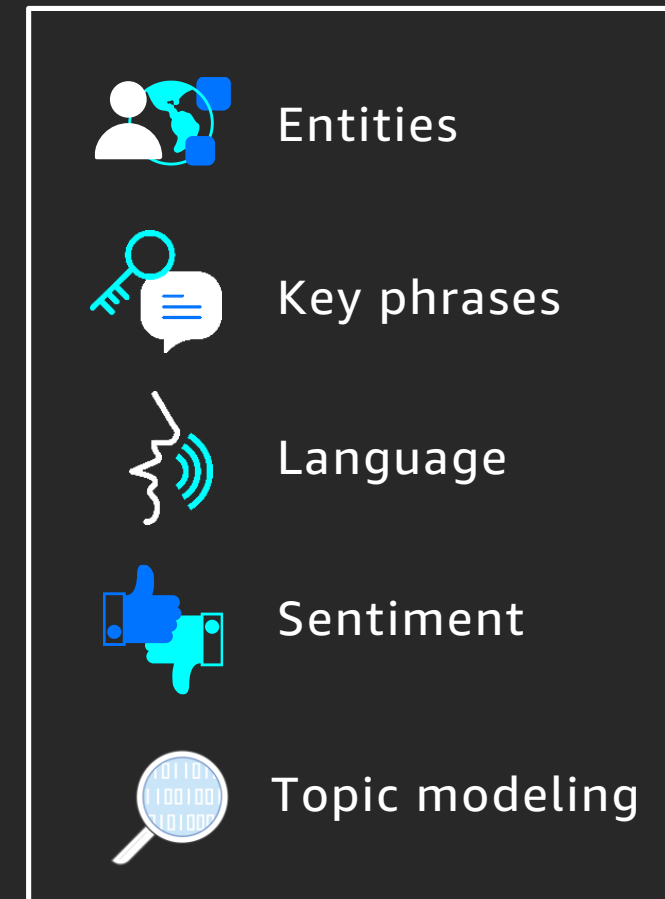 Entities
Key phrases
Language
Sentiment
Topic modeling